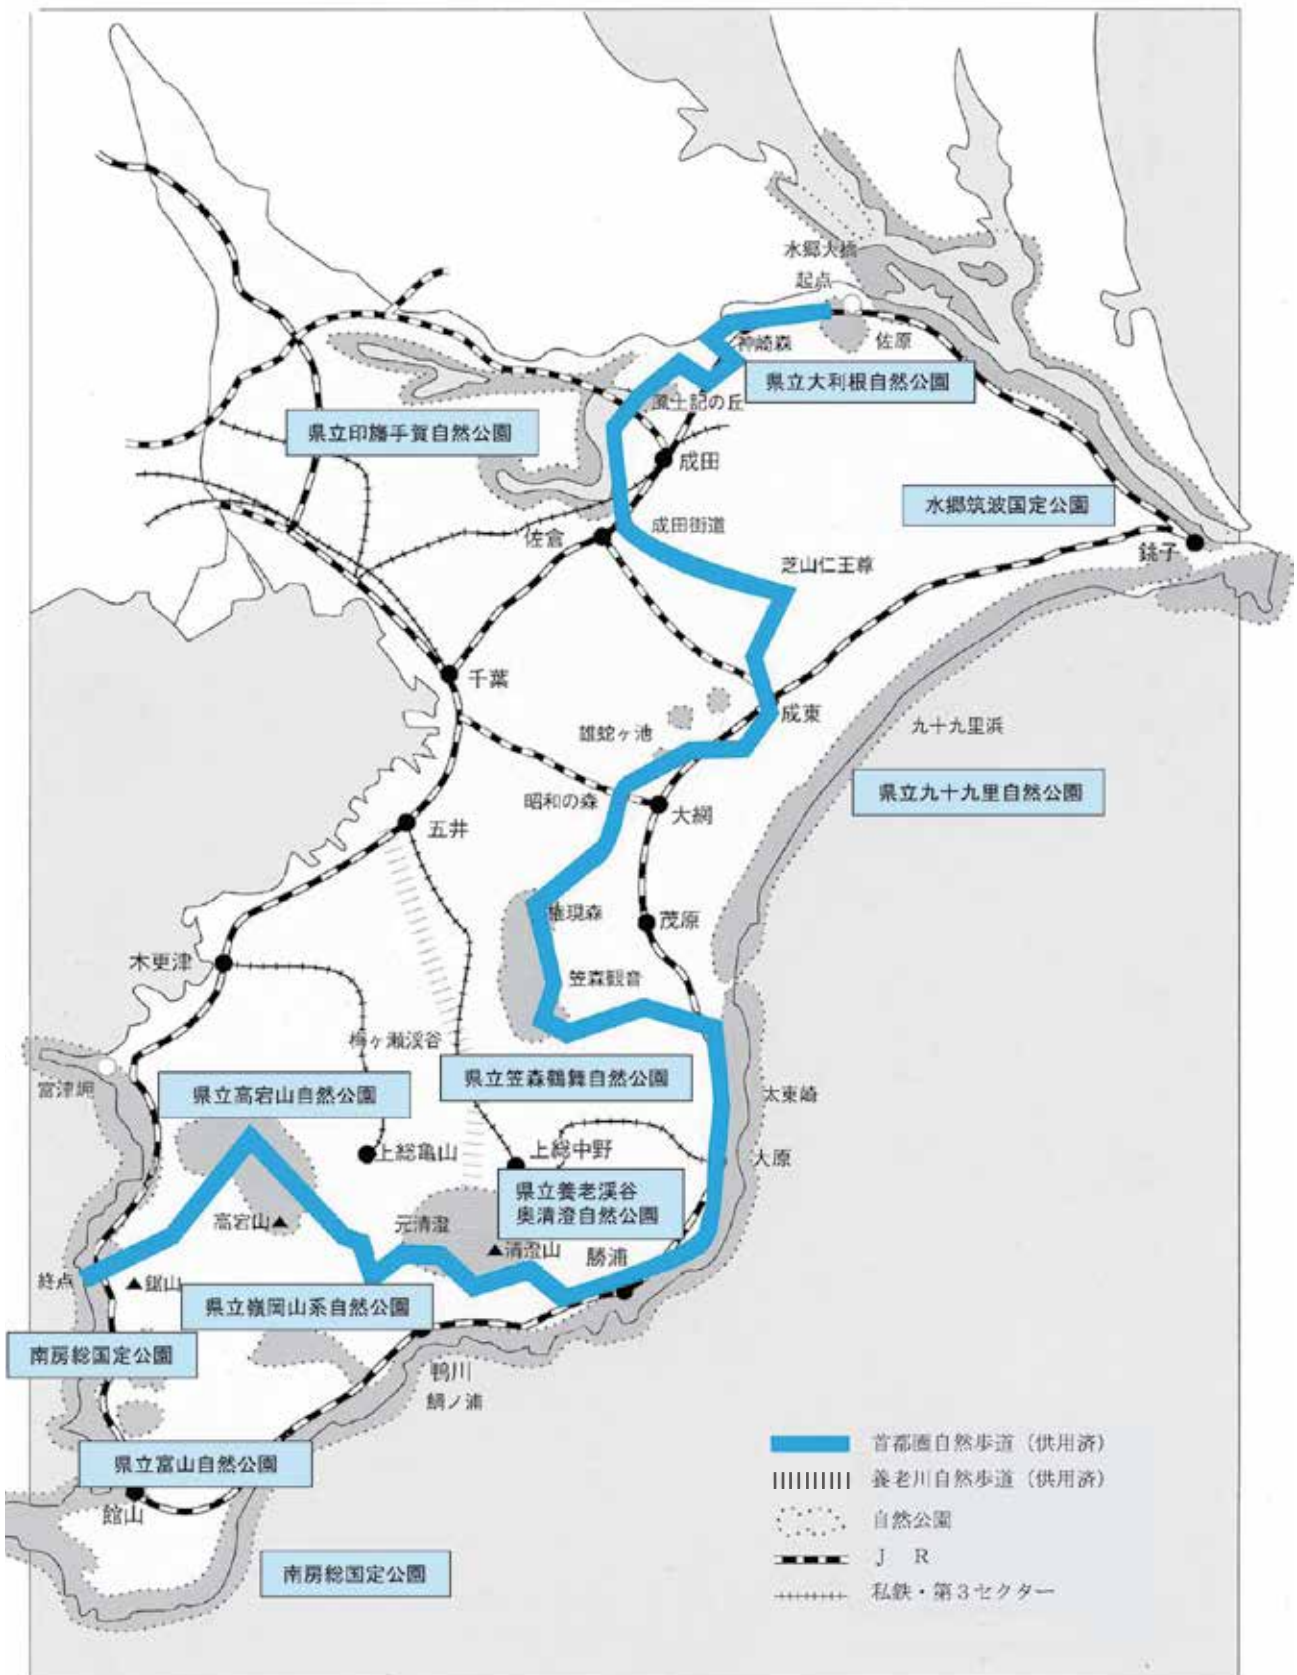 水郷大橋
起点
佐原
神崎森
県立大利根自然公園
風土記の丘
県立印旛手賀自然公園
成田
水郷筑波国定公園
成田街道
佐倉
銚子
芝山仁王尊
千葉
成東
九十九里浜
雄蛇ヶ池
県立九十九里自然公園
昭和の森
大網
五井
権現森
茂原
木更津
笠森観音
梅ヶ瀬渓谷
県立笠森鶴舞自然公園
富津岬
県立高宕山自然公園
太東崎
上総亀山
上総中野
大原
県立養老渓谷
奥清澄自然公園
高宕山▲
元清澄
▲清澄山
勝浦
終点
▲鋸山
県立嶺岡山系自然公園
南房総国定公園
鴨川
鯛ノ浦
県立富山自然公園
館山
南房総国定公園
首都圏自然歩道（供用済）
養老川自然歩道（供用済）
自然公園
J R
私鉄・第3セクター